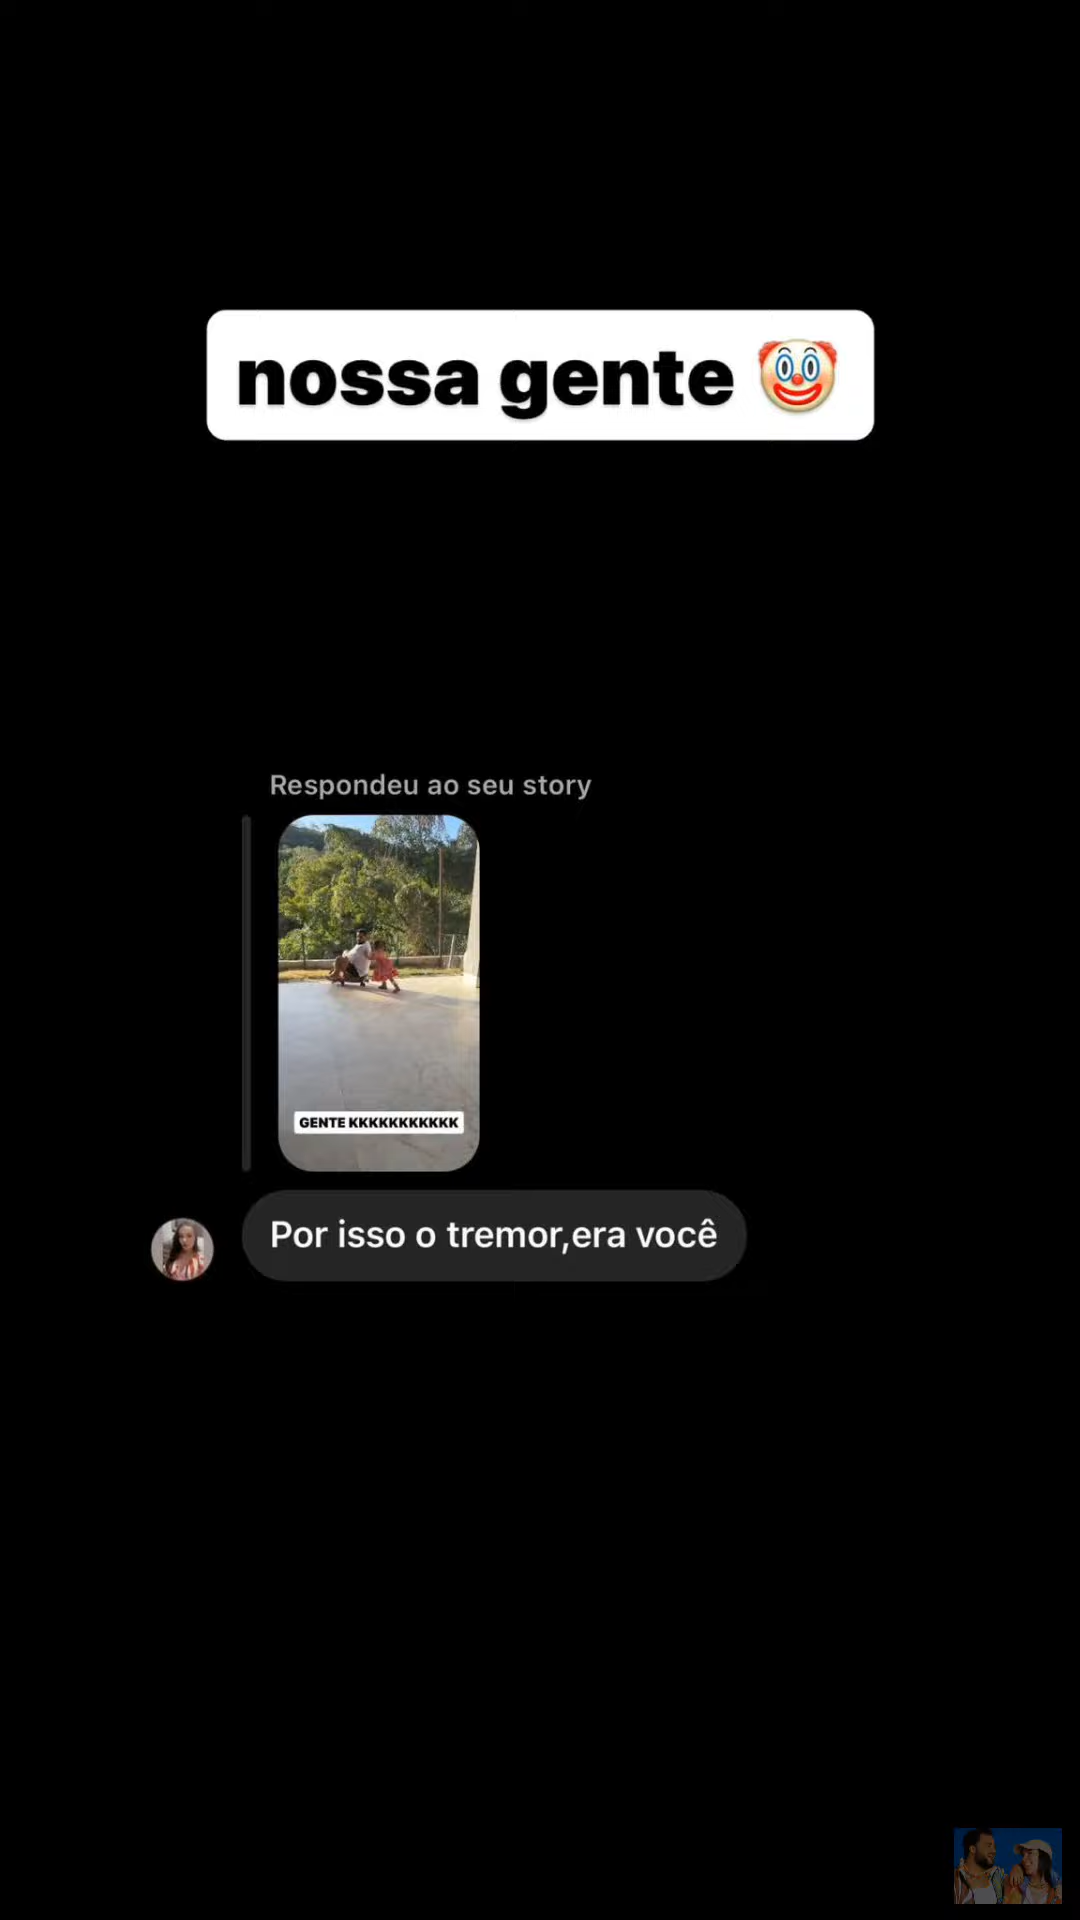 nossa gente 🤡
Respondeu ao seu story
GENTE KKKKKKKKKKK
Por isso o tremor,era você